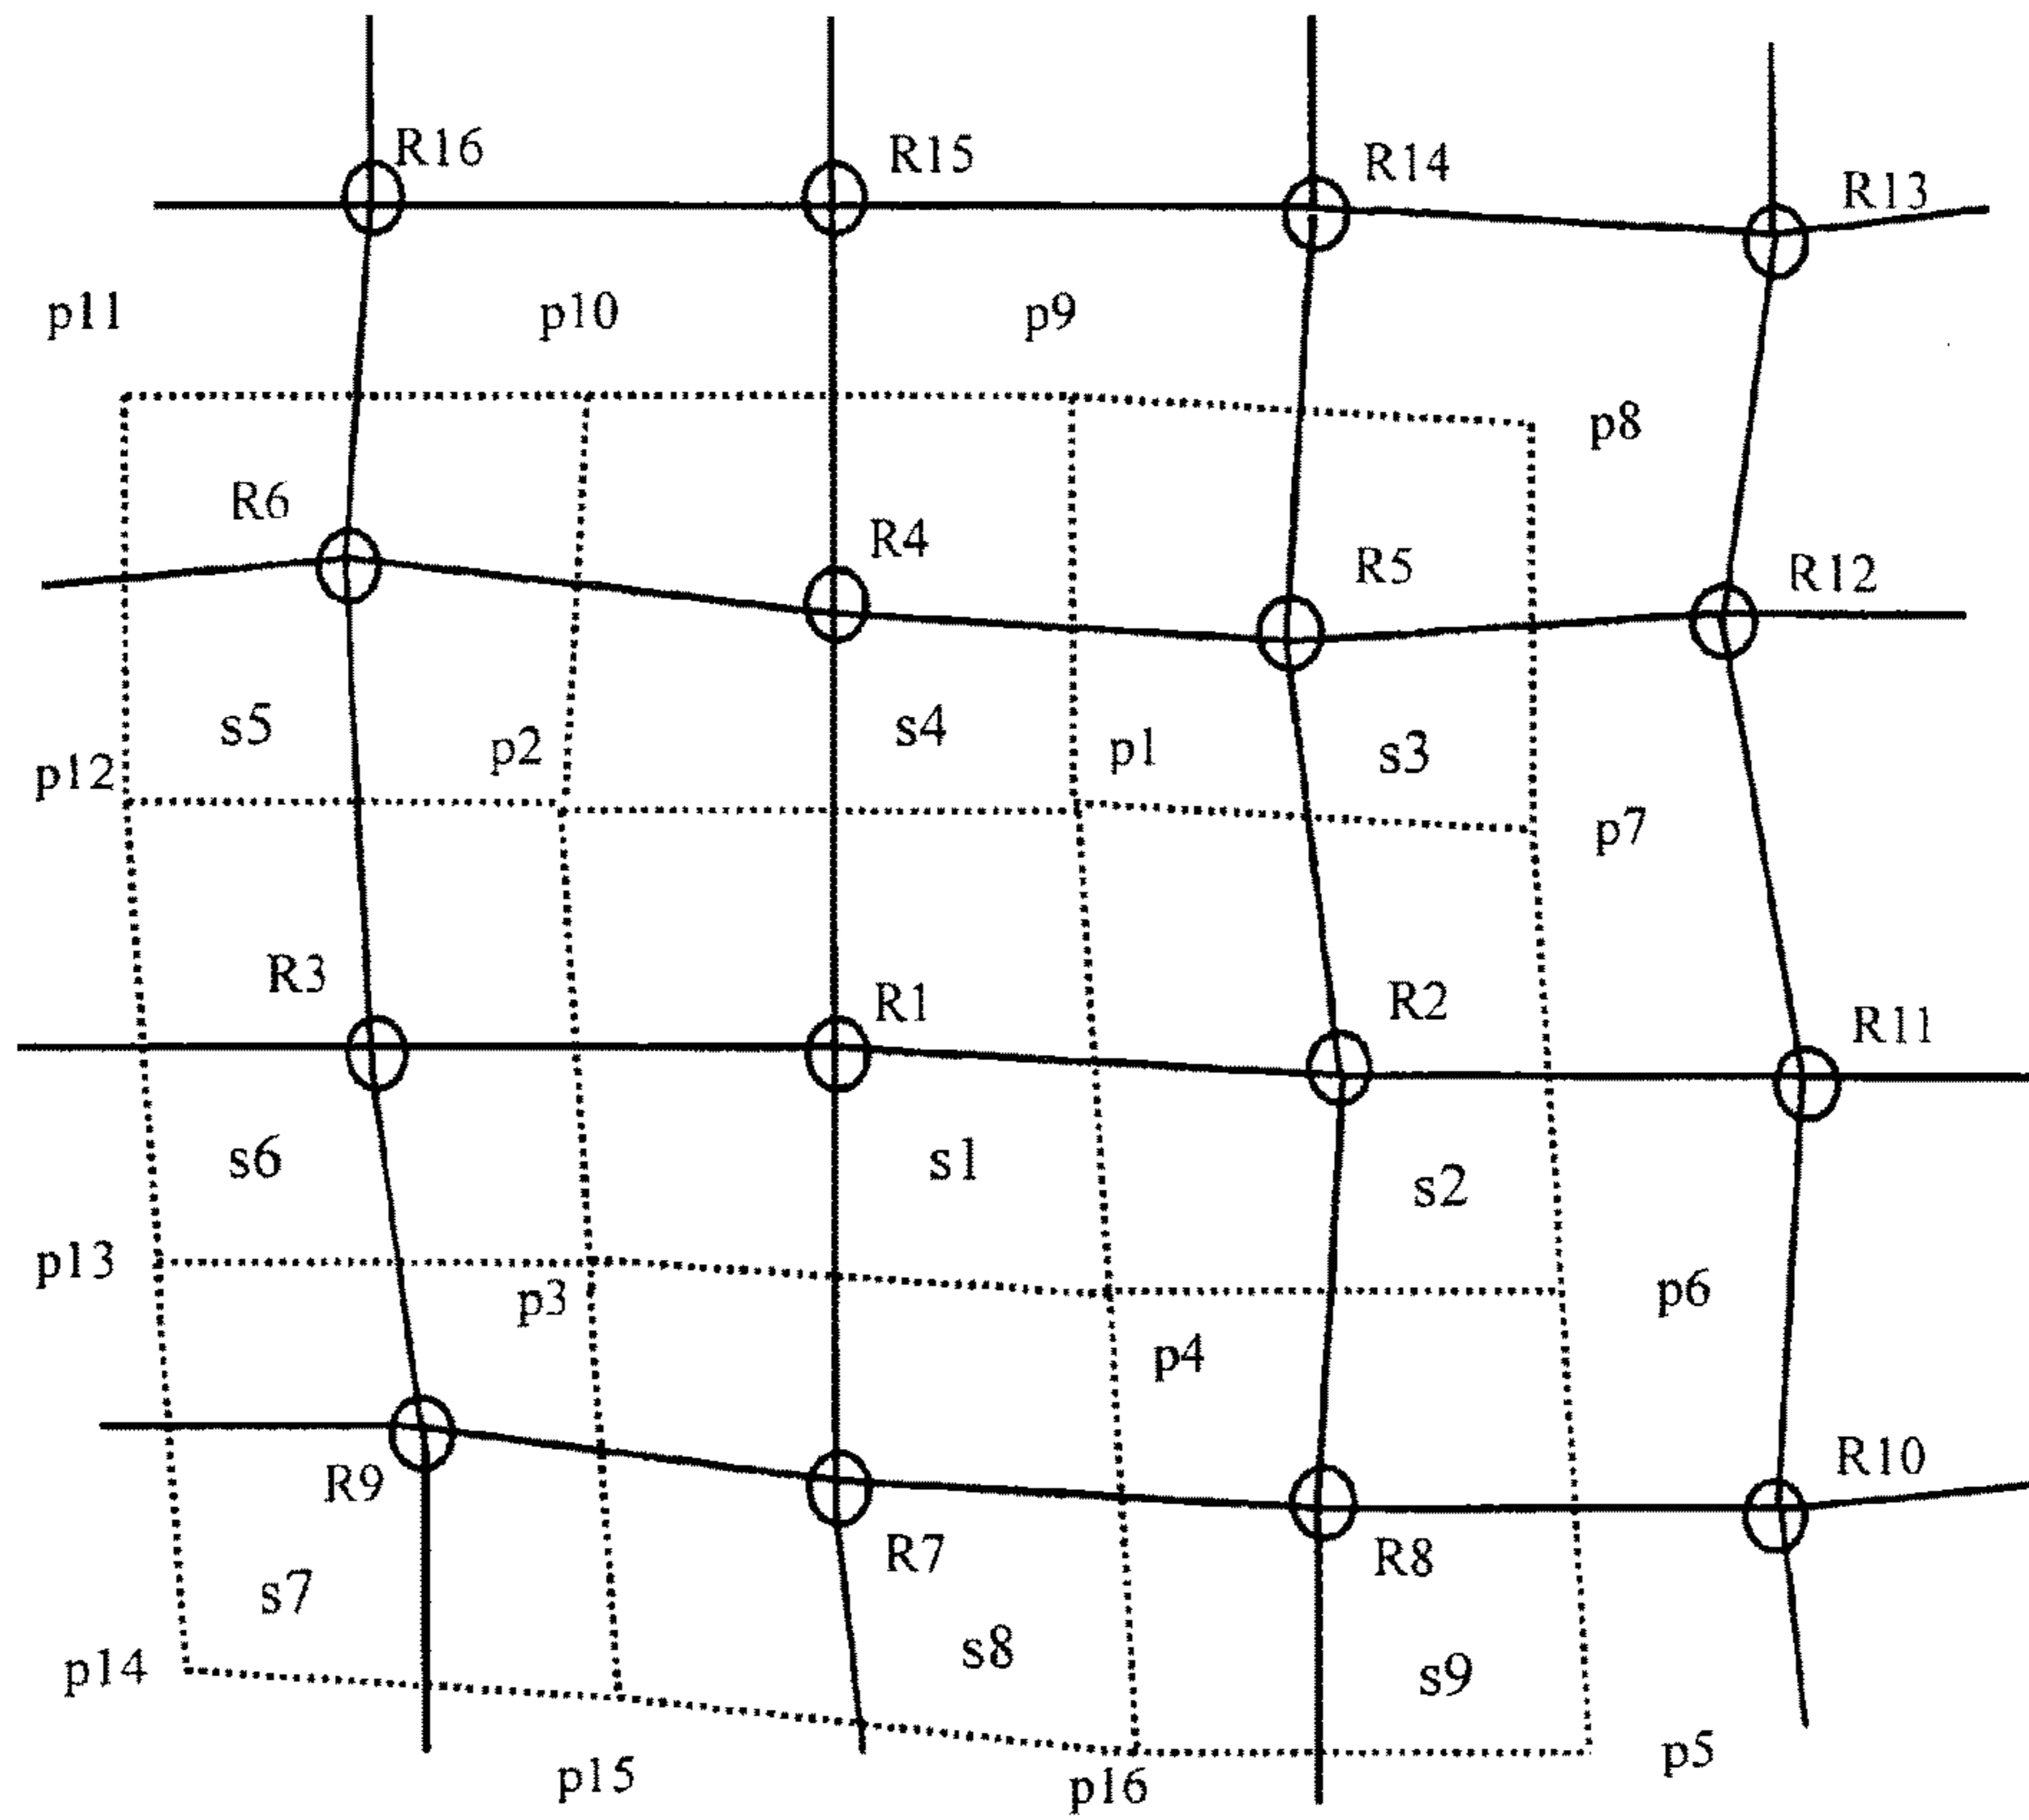 R16 R15 R14 R13
p11 p10 p9
p8
R6 R4 R5 R12
s5 p2 s4 p1 s3
p12 p7
R3 R1 R2 R11
s6 s1 s2
p13 p3 p4 p6
R9 R7 R8 R10
s7 s8 s9
p14 p15 p16 p5